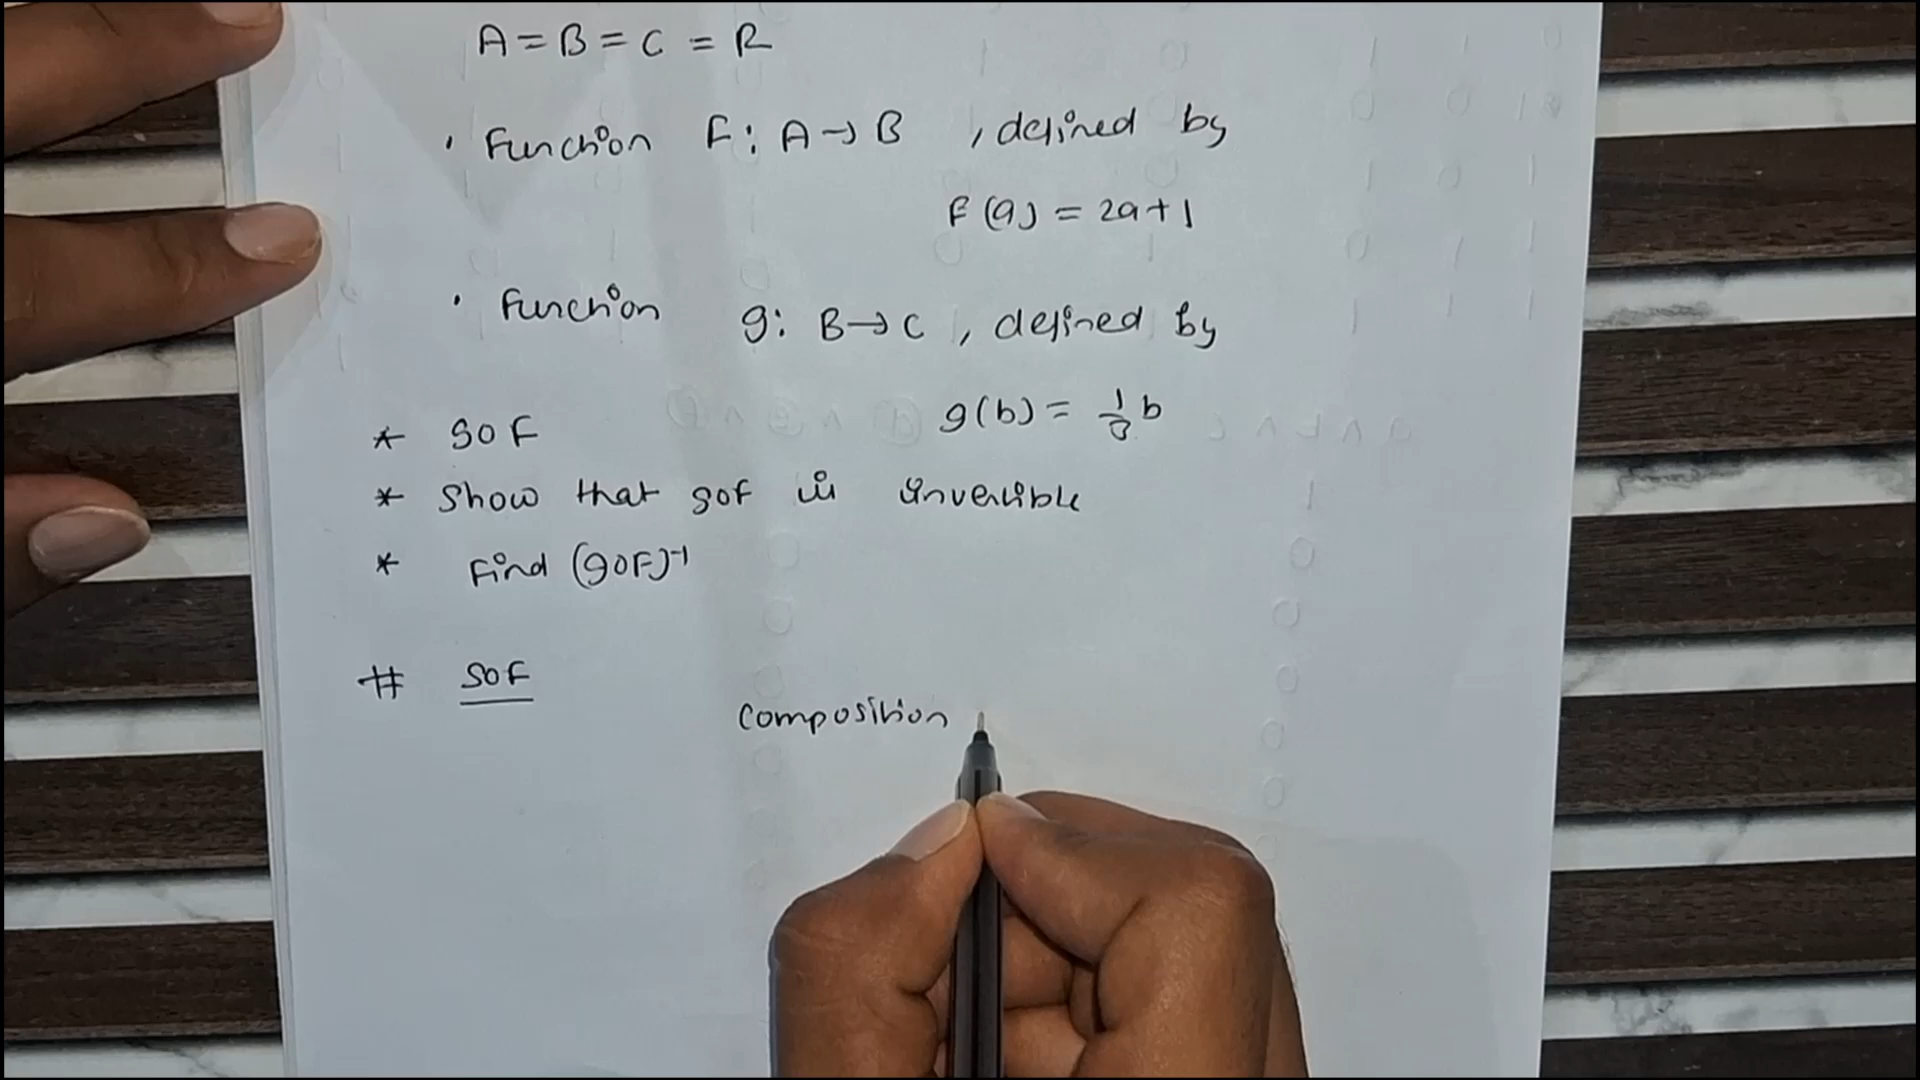 A = B = C = R
· Function F: A → B , defined by
F(a) = 2a+1
· Function g: B → C , defined by
g(b) = 1/3 b
* gof
* Show that gof is invertible
* Find (gof)⁻¹
# gof
Composition